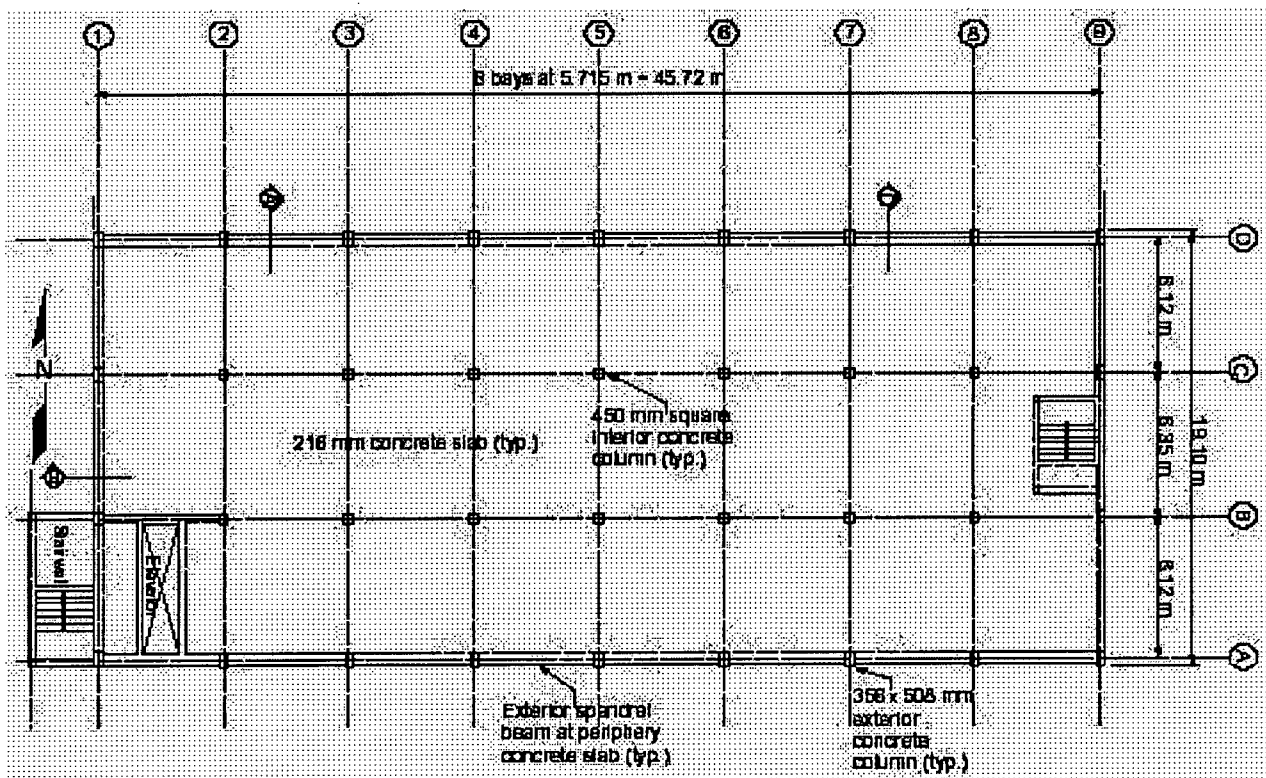 1 2 3 4 5 6 7 8 9
8 bays at 5.715 m = 45.72 m
D
6.12 m
N
C
450 mm square
interior concrete
column (typ.)
216 mm concrete slab (typ.)
6.35 m
19.10 m
B
Stairwell
Elevator
6.12 m
A
Exterior spandrel
beam at periphery
concrete slab (typ.)
356 x 508 mm
exterior
concrete
column (typ.)